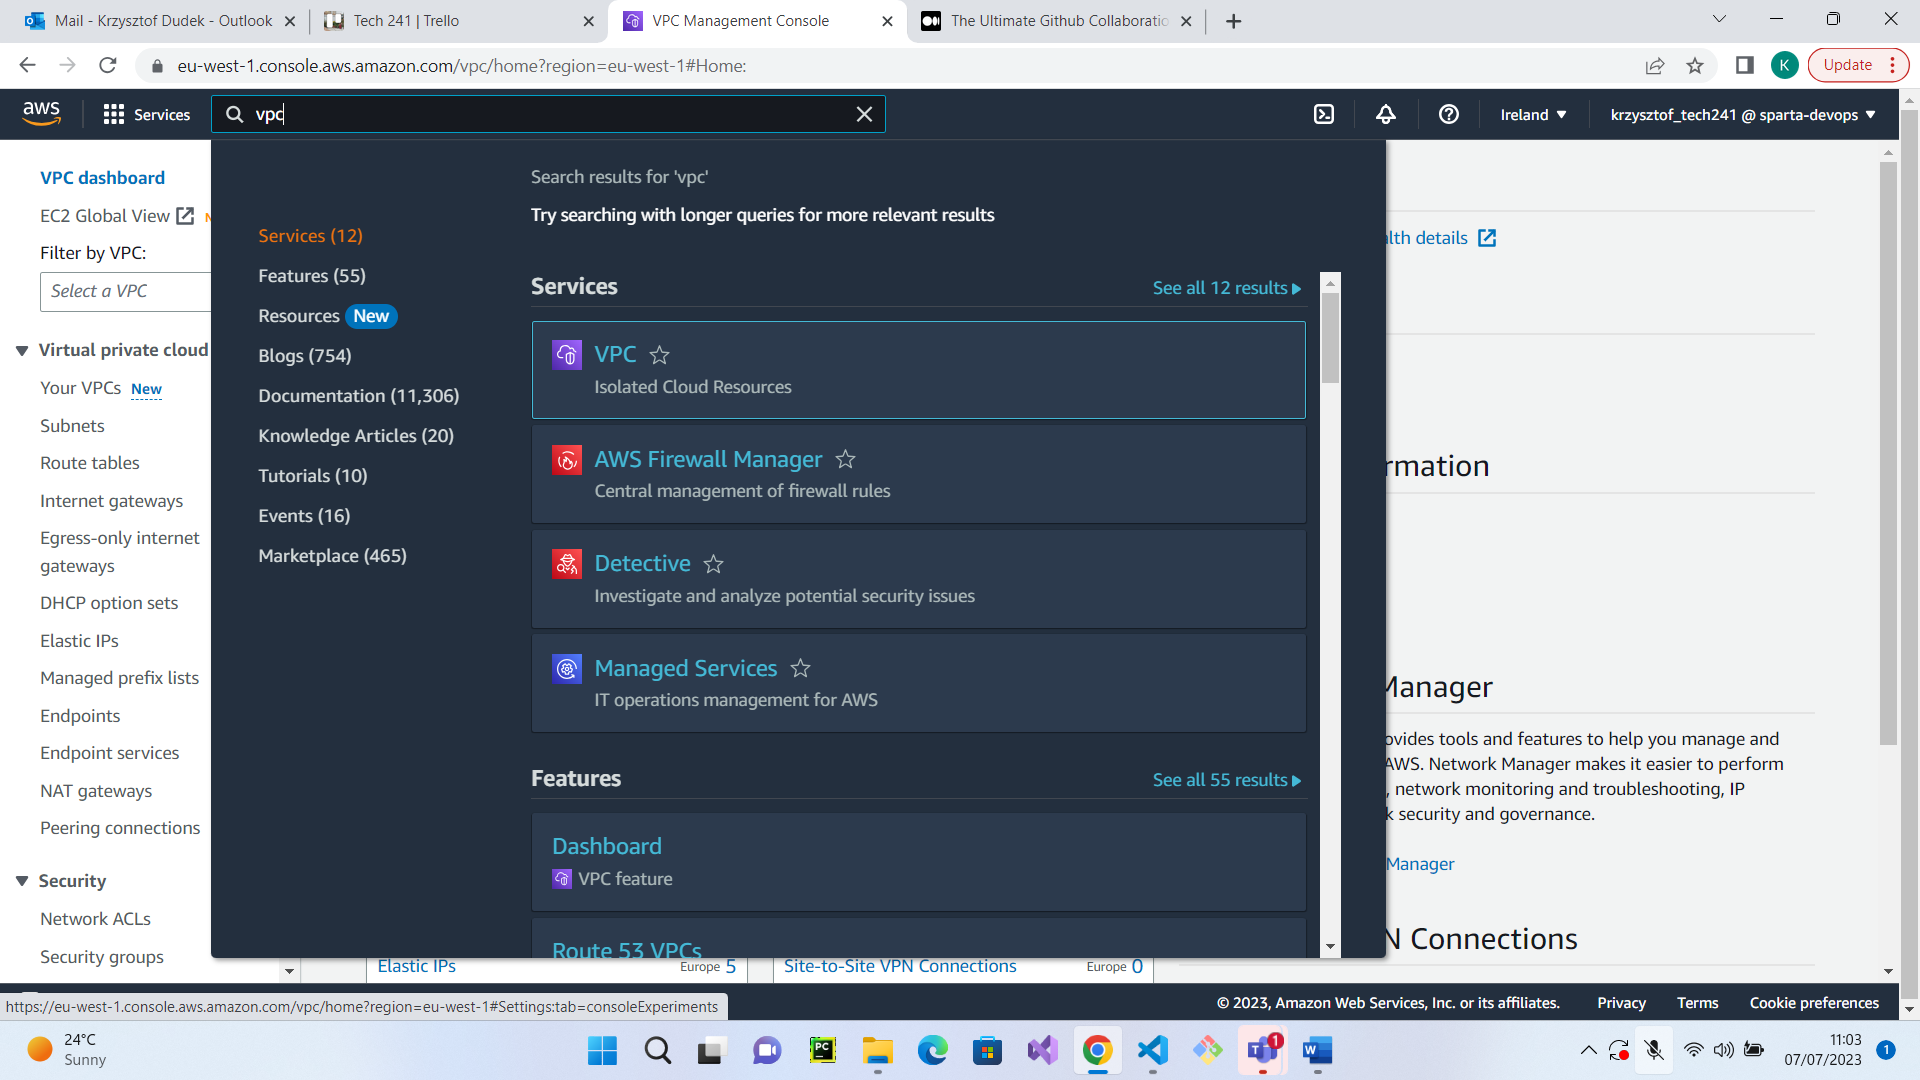 Mail - Krzysztof Dudek - Outlook
Tech 241 | Trello
VPC Management Console
The Ultimate Github Collaboratio
eu-west-1.console.aws.amazon.com/vpc/home?region=eu-west-1#Home:
K
Update
aws
Services
vpc
Ireland
krzysztof_tech241 @ sparta-devops
VPC dashboard
EC2 Global View
N
Filter by VPC:
Select a VPC
Virtual private cloud
Your VPCs New
Subnets
Route tables
Internet gateways
Egress-only internet
gateways
DHCP option sets
Elastic IPs
Managed prefix lists
Endpoints
Endpoint services
NAT gateways
Peering connections
Security
Network ACLs
Security groups
Services (12)
Features (55)
Resources New
Blogs (754)
Documentation (11,306)
Knowledge Articles (20)
Tutorials (10)
Events (16)
Marketplace (465)
Search results for 'vpc'
Try searching with longer queries for more relevant results
Services
See all 12 results
VPC
Isolated Cloud Resources
AWS Firewall Manager
Central management of firewall rules
Detective
Investigate and analyze potential security issues
Managed Services
IT operations management for AWS
Features
See all 55 results
Dashboard
VPC feature
Route 53 VPCs
Elastic IPs
Europe 5
Site-to-Site VPN Connections
Europe 0
lth details
rmation
Manager
ovides tools and features to help you manage and
AWS. Network Manager makes it easier to perform
, network monitoring and troubleshooting, IP
k security and governance.
Manager
N Connections
https://eu-west-1.console.aws.amazon.com/vpc/home?region=eu-west-1#Settings:tab=consoleExperiments
© 2023, Amazon Web Services, Inc. or its affiliates.
Privacy
Terms
Cookie preferences
24°C
Sunny
PC
T
1
W
11:03
07/07/2023
1